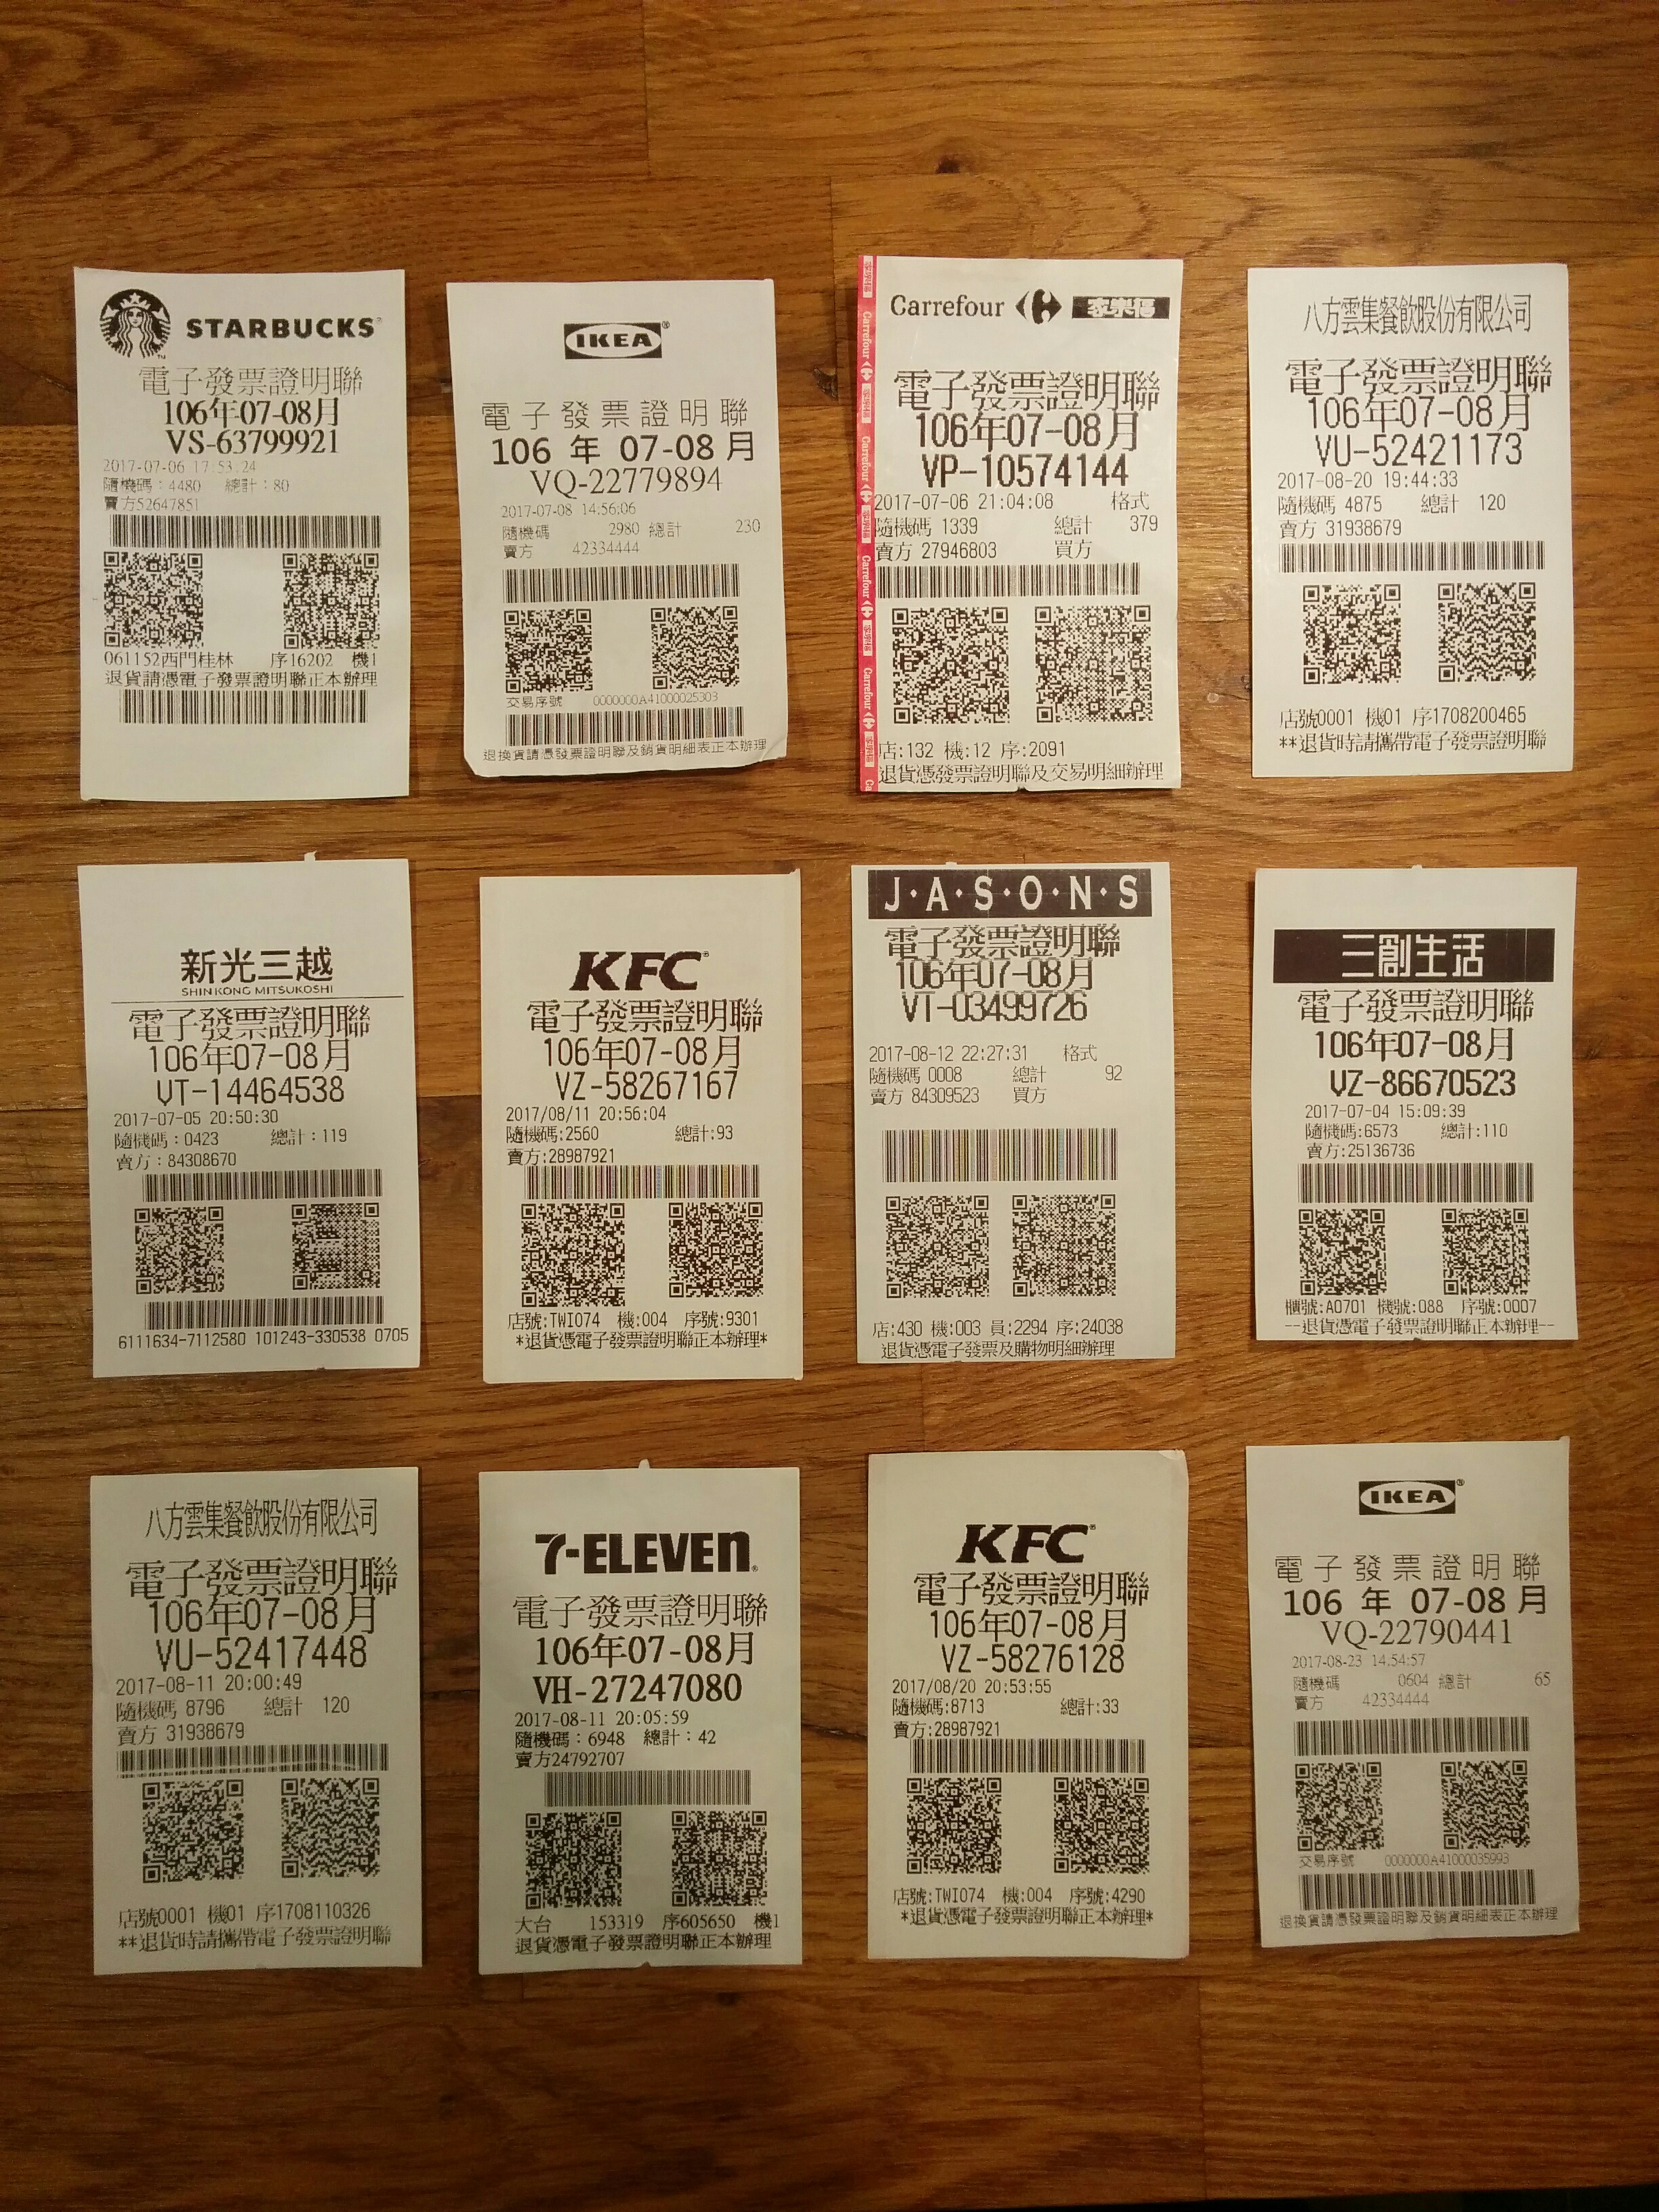 STARBUCKS
電子發票證明聯
106年07-08月
VS-63799921
2017-07-06 17:53:24
隨機碼:4480 總計:80
賣方52647851
061152西門桂林 序16202 機1
退貨請憑電子發票證明聯正本辦理
IKEA
電子發票證明聯
106 年 07-08 月
VQ-22779894
2017-07-08 14:56:06
隨機碼 2980 總計 230
賣方 42334444
交易序號 0000000A41000025303
退換貨請憑發票證明聯及銷貨明細表正本辦理
Carrefour 家樂福
電子發票證明聯
106年07-08月
VP-10574144
2017-07-06 21:04:08 格式
隨機碼 1339 總計 379
賣方 27946803 買方
店:132 機:12 序:2091
退貨憑發票證明聯及交易明細辦理
八方雲集餐飲股份有限公司
電子發票證明聯
106年07-08月
VU-52421173
2017-08-20 19:44:33
隨機碼 4875 總計 120
賣方 31938679
店號0001 機01 序1708200465
**退貨時請攜帶電子發票證明聯
新光三越
SHIN KONG MITSUKOSHI
電子發票證明聯
106年07-08月
VT-14464538
2017-07-05 20:50:30
隨機碼:0423 總計:119
賣方:84308670
6111634-7112580 101243-330538 0705
KFC
電子發票證明聯
106年07-08月
VZ-58267167
2017/08/11 20:56:04
隨機碼:2560 總計:93
賣方:28987921
店號:TWI074 機:004 序號:9301
*退貨憑電子發票證明聯正本辦理*
J·A·S·O·N·S
電子發票證明聯
106年07-08月
VT-03499726
2017-08-12 22:27:31 格式
隨機碼 0008 總計 92
賣方 84309523 買方
店:430 機:003 員:2294 序:24038
退貨憑電子發票及購物明細辦理
三創生活
電子發票證明聯
106年07-08月
VZ-86670523
2017-07-04 15:09:39
隨機碼:6573 總計:110
賣方:25136736
櫃號:A0701 機號:088 序號:0007
--退貨憑電子發票證明聯正本辦理--
八方雲集餐飲股份有限公司
電子發票證明聯
106年07-08月
VU-52417448
2017-08-11 20:00:49
隨機碼 8796 總計 120
賣方 31938679
店號0001 機01 序1708110326
**退貨時請攜帶電子發票證明聯
7-ELEVEn
電子發票證明聯
106年07-08月
VH-27247080
2017-08-11 20:05:59
隨機碼:6948 總計:42
賣方24792707
大台 153319 序605650 機1
退貨憑電子發票證明聯正本辦理
KFC
電子發票證明聯
106年07-08月
VZ-58276128
2017/08/20 20:53:55
隨機碼:8713 總計:33
賣方:28987921
店號:TWI074 機:004 序號:4290
*退貨憑電子發票證明聯正本辦理*
IKEA
電子發票證明聯
106 年 07-08 月
VQ-22790441
2017-08-23 14:54:57
隨機碼 0604 總計 65
賣方 42334444
交易序號 0000000A41000035993
退換貨請憑發票證明聯及銷貨明細表正本辦理